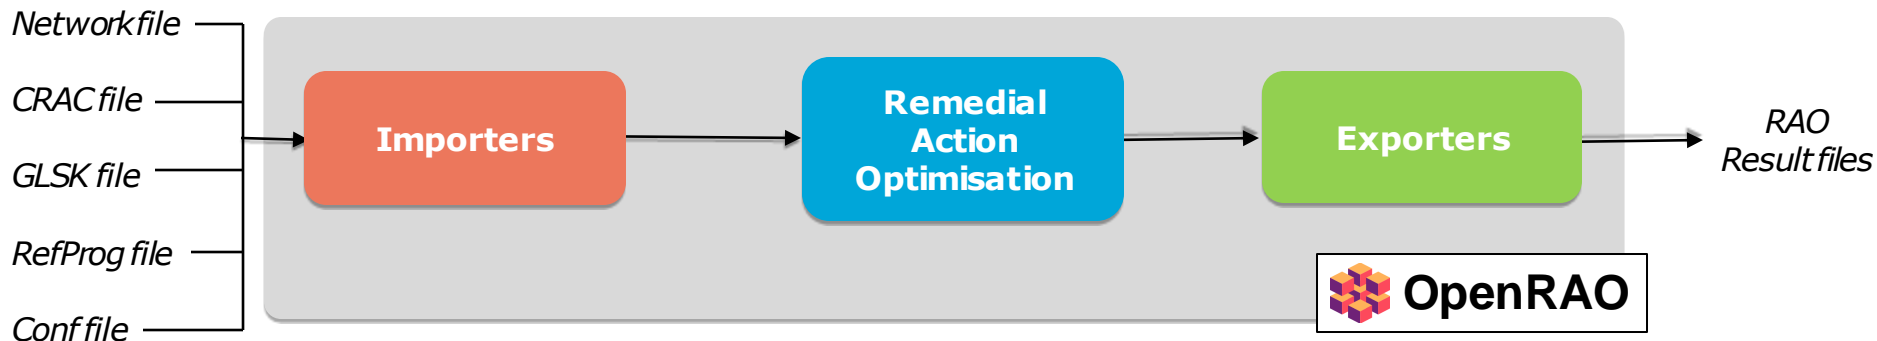 Network file
CRAC file
GLSK file
RefProg file
Conf file
Importers
Remedial
Action
Optimisation
Exporters
RAO
Result files
OpenRAO